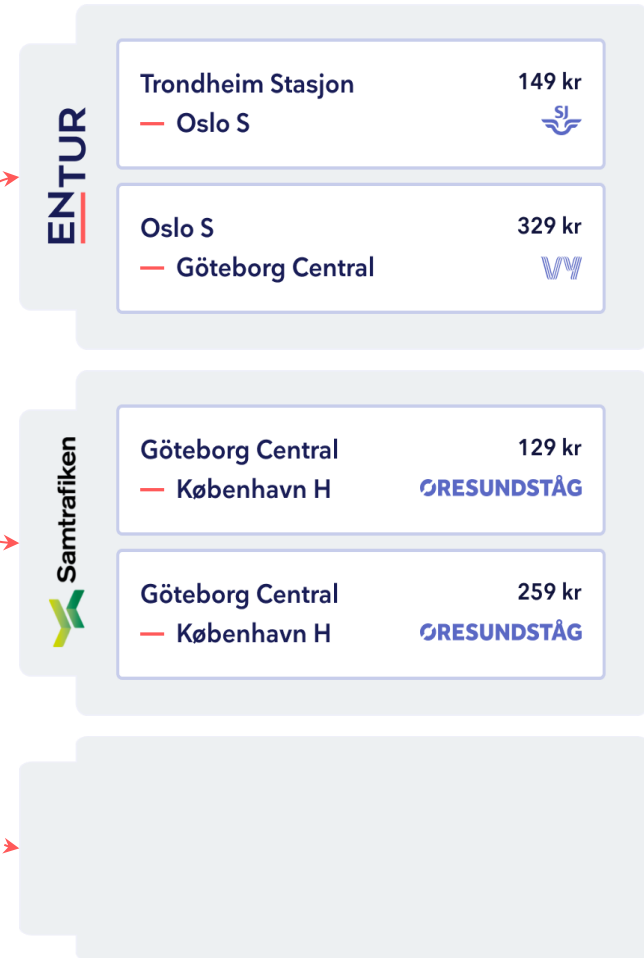 ENTUR
Trondheim Stasjon
149 kr
— Oslo S
SJ
Oslo S
329 kr
— Göteborg Central
VY
Samtrafiken
Göteborg Central
129 kr
— København H
ØRESUNDSTÅG
Göteborg Central
259 kr
— København H
ØRESUNDSTÅG